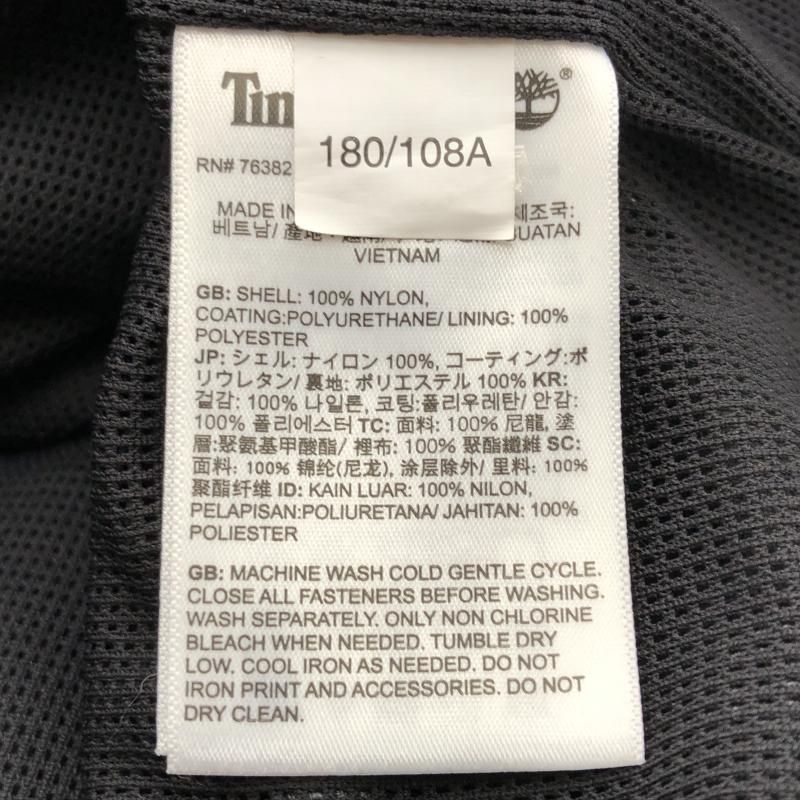 Tim
®
180/108A
RN# 76382
MADE IN 제조국:
베트남/ 產地 UATAN
VIETNAM
GB: SHELL: 100% NYLON,
COATING:POLYURETHANE/ LINING: 100%
POLYESTER
JP: シェル: ナイロン 100%, コーティング:ポ
リウレタン/ 裏地: ポリエステル 100% KR:
겉감: 100% 나일론, 코팅:폴리우레탄/ 안감:
100% 폴리에스터 TC: 面料: 100% 尼龍, 塗
層:聚氨基甲酸酯/ 裡布: 100% 聚酯纖維 SC:
面料: 100% 锦纶(尼龙), 涂层除外/ 里料: 100%
聚酯纤维 ID: KAIN LUAR: 100% NILON,
PELAPISAN:POLIURETANA/ JAHITAN: 100%
POLIESTER
GB: MACHINE WASH COLD GENTLE CYCLE.
CLOSE ALL FASTENERS BEFORE WASHING.
WASH SEPARATELY. ONLY NON CHLORINE
BLEACH WHEN NEEDED. TUMBLE DRY
LOW. COOL IRON AS NEEDED. DO NOT
IRON PRINT AND ACCESSORIES. DO NOT
DRY CLEAN.